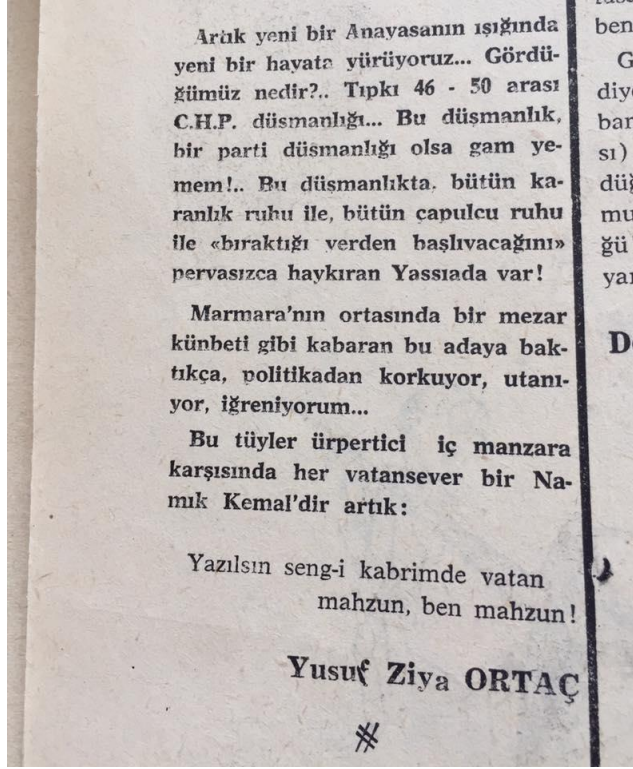 Artık yeni bir Anayasanın ışığında
yeni bir hayata yürüyoruz... Gördü-
ğümüz nedir?.. Tıpkı 46 - 50 arası
C.H.P. düsmanlığı... Bu düşmanlık,
bir parti düsmanlığı olsa gam ye-
mem!.. Bu düşmanlıkta, bütün ka-
ranlık ruhu ile, bütün çapulcu ruhu
ile «bıraktığı yerden başlıyacağını»
pervasızca haykıran Yassıada var!
Marmara'nın ortasında bir mezar
künbeti gibi kabaran bu adaya bak-
tıkça, politikadan korkuyor, utanı-
yor, iğreniyorum...
Bu tüyler ürpertici iç manzara
karşısında her vatansever bir Na-
mık Kemal'dir artık:
Yazılsın seng-i kabrimde vatan
mahzun, ben mahzun!
Yusuf Ziya ORTAÇ
ben
G
diy
bar
sı)
düğ
mu
ğü
yar
D